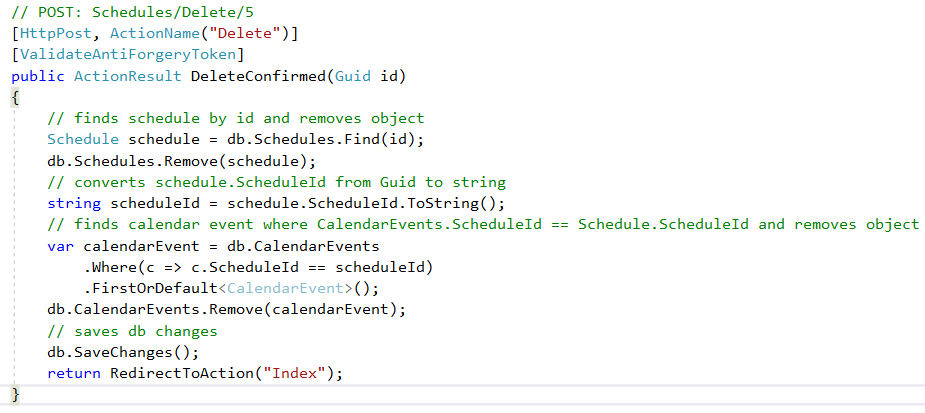 // POST: Schedules/Delete/5
[HttpPost, ActionName("Delete")]
[ValidateAntiForgeryToken]
public ActionResult DeleteConfirmed(Guid id)
{
    // finds schedule by id and removes object
    Schedule schedule = db.Schedules.Find(id);
    db.Schedules.Remove(schedule);
    // converts schedule.ScheduleId from Guid to string
    string scheduleId = schedule.ScheduleId.ToString();
    // finds calendar event where CalendarEvents.ScheduleId == Schedule.ScheduleId and removes object
    var calendarEvent = db.CalendarEvents
        .Where(c => c.ScheduleId == scheduleId)
        .FirstOrDefault<CalendarEvent>();
    db.CalendarEvents.Remove(calendarEvent);
    // saves db changes
    db.SaveChanges();
    return RedirectToAction("Index");
}